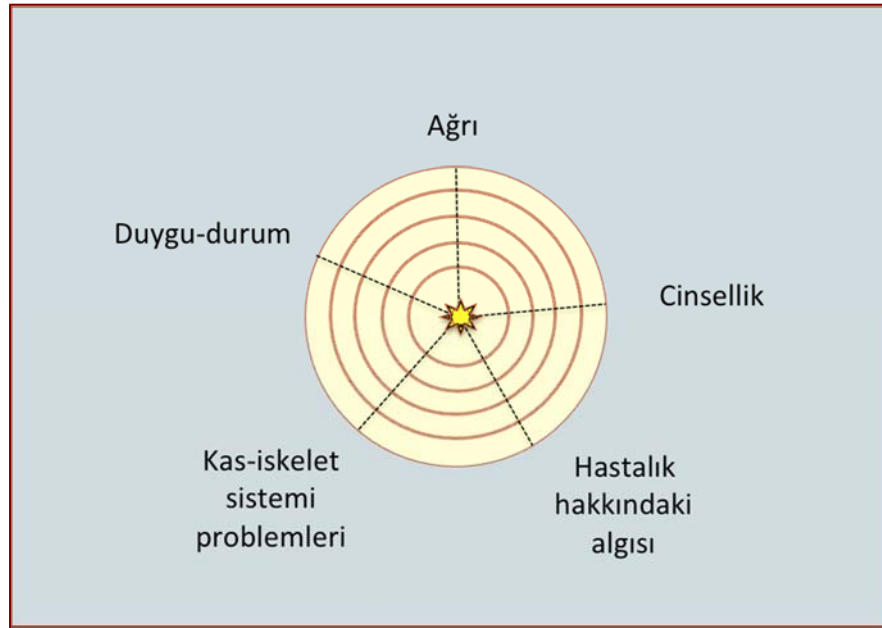 Ağrı
Duygu-durum
Cinsellik
Kas-iskelet
sistemi
problemleri
Hastalık
hakkındaki
algısı